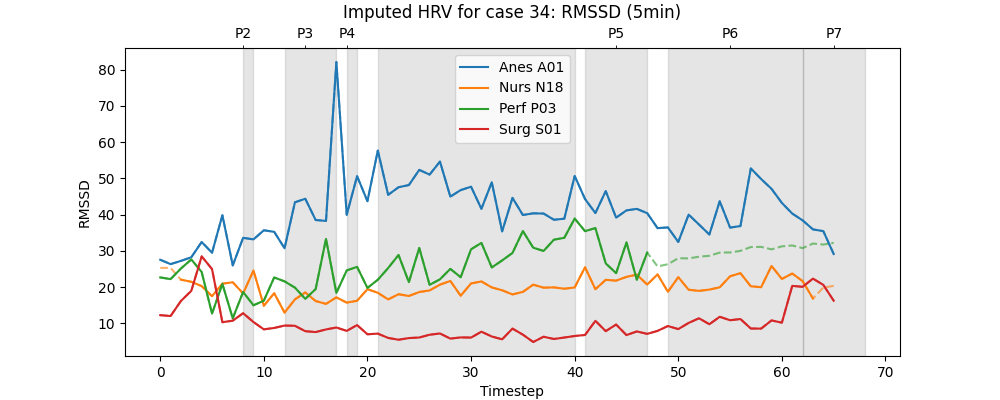 Imputed HRV for case 34: RMSSD (5min)
P2 P3 P4 P5 P6 P7
Anes A01
Nurs N18
Perf P03
Surg S01
80
70
60
50
40
30
20
10
RMSSD
0 10 20 30 40 50 60 70
Timestep